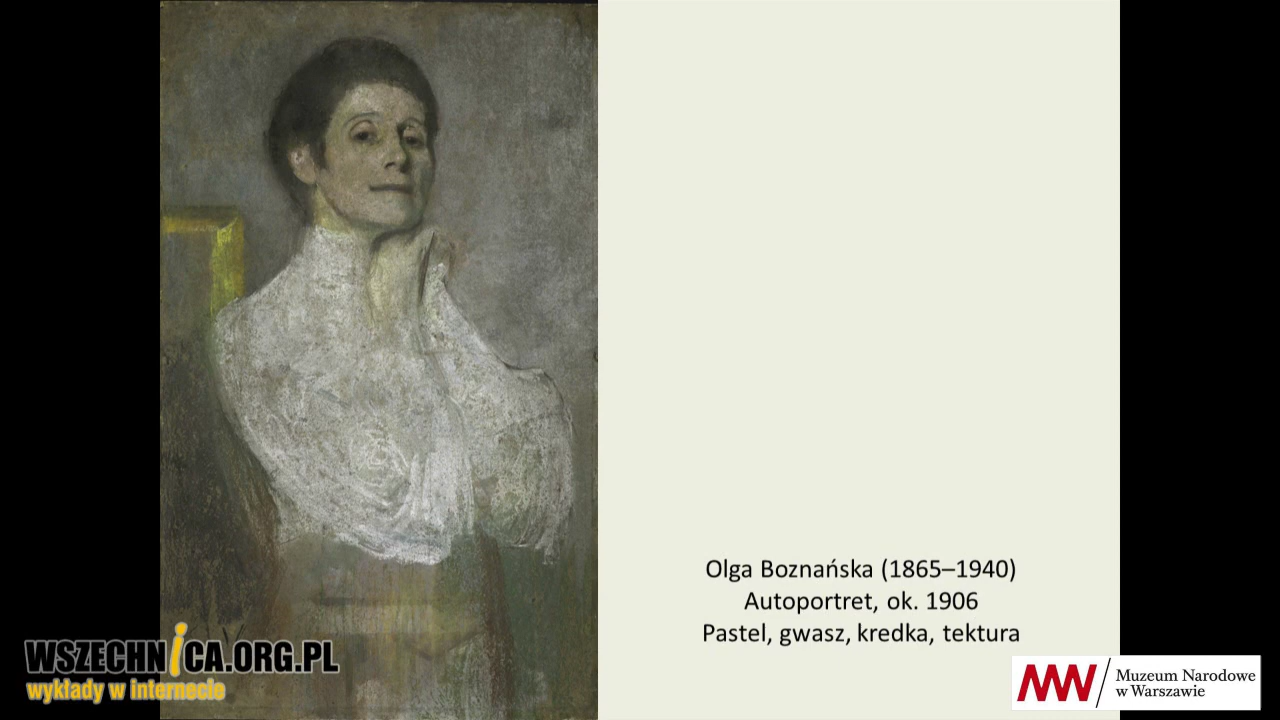 Olga Boznańska (1865–1940)
Autoportret, ok. 1906
Pastel, gwasz, kredka, tektura
WSZECHNICA.ORG.PL
wykłady w internecie
MW
Muzeum Narodowe
w Warszawie